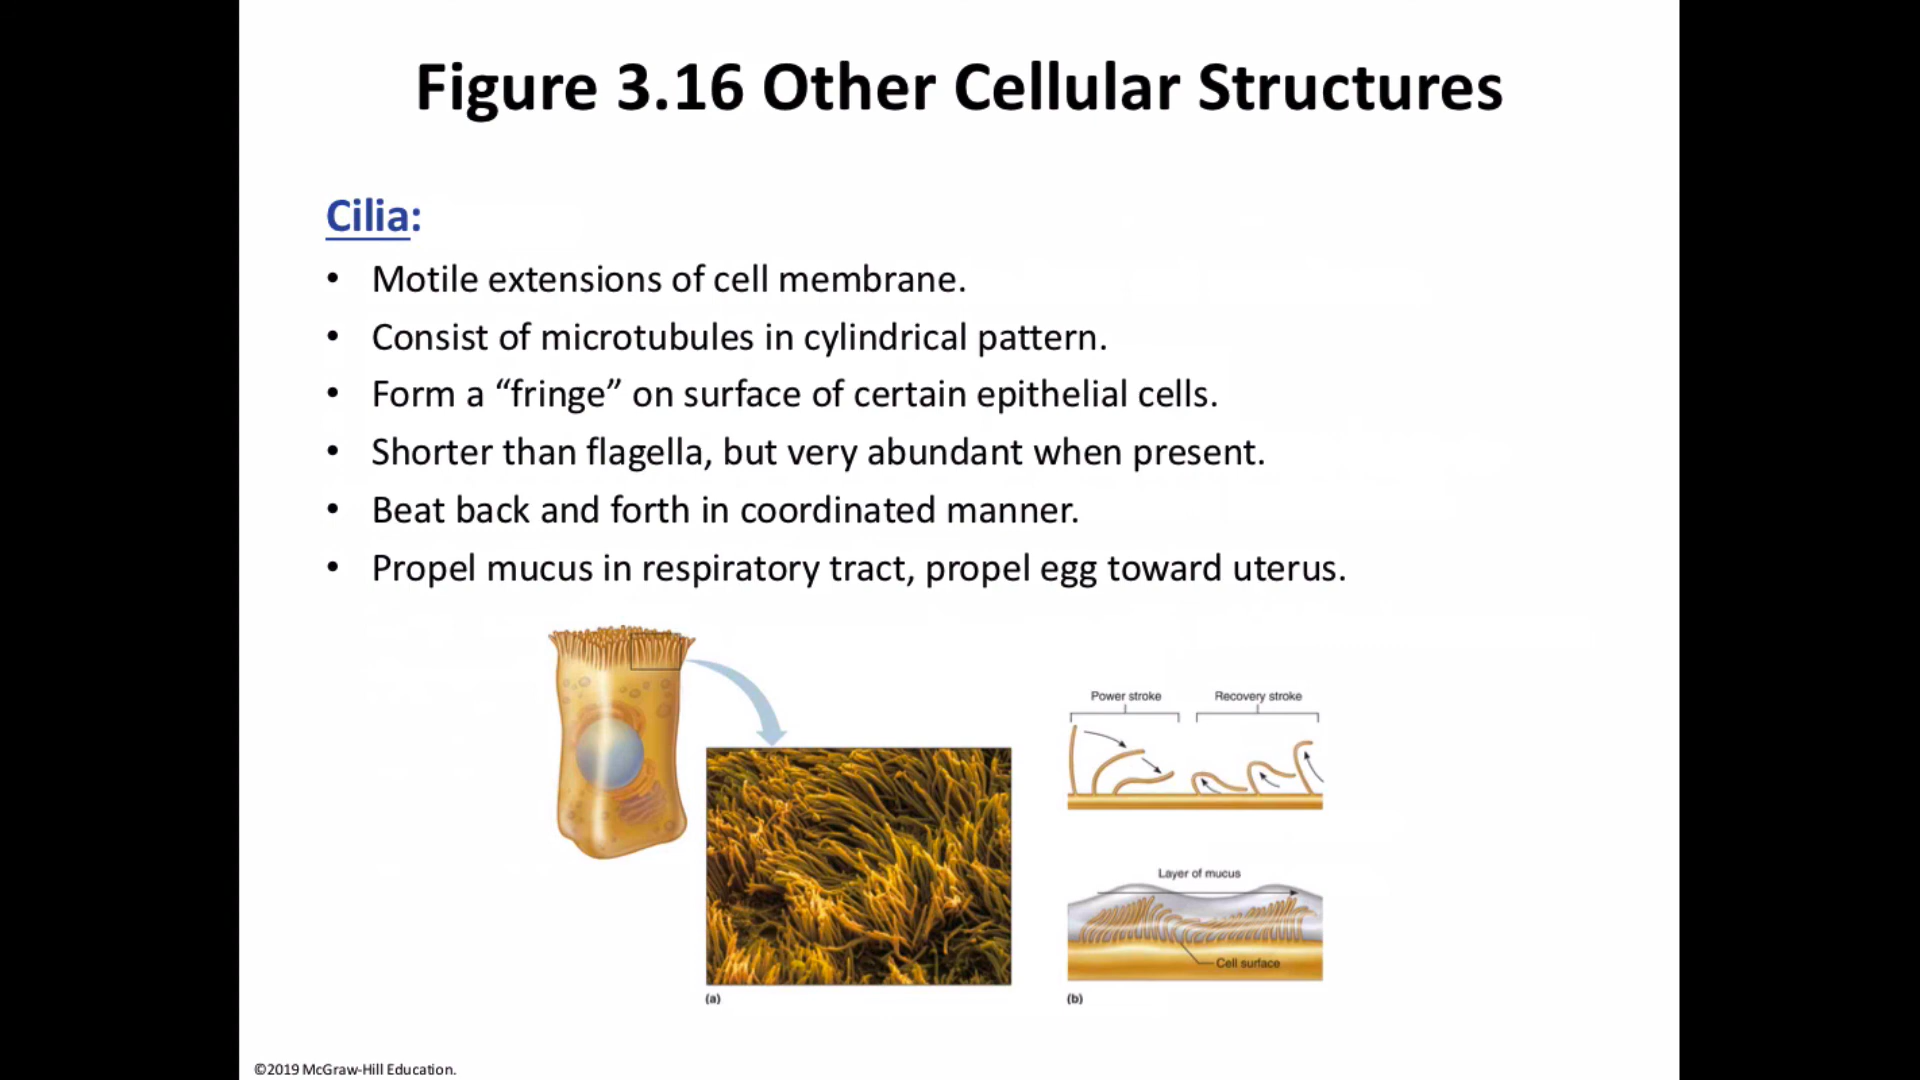 Figure 3.16 Other Cellular Structures
Cilia:
• Motile extensions of cell membrane.
• Consist of microtubules in cylindrical pattern.
• Form a “fringe” on surface of certain epithelial cells.
• Shorter than flagella, but very abundant when present.
• Beat back and forth in coordinated manner.
• Propel mucus in respiratory tract, propel egg toward uterus.
Power stroke
Recovery stroke
Layer of mucus
Cell surface
(a)
(b)
©2019 McGraw-Hill Education.